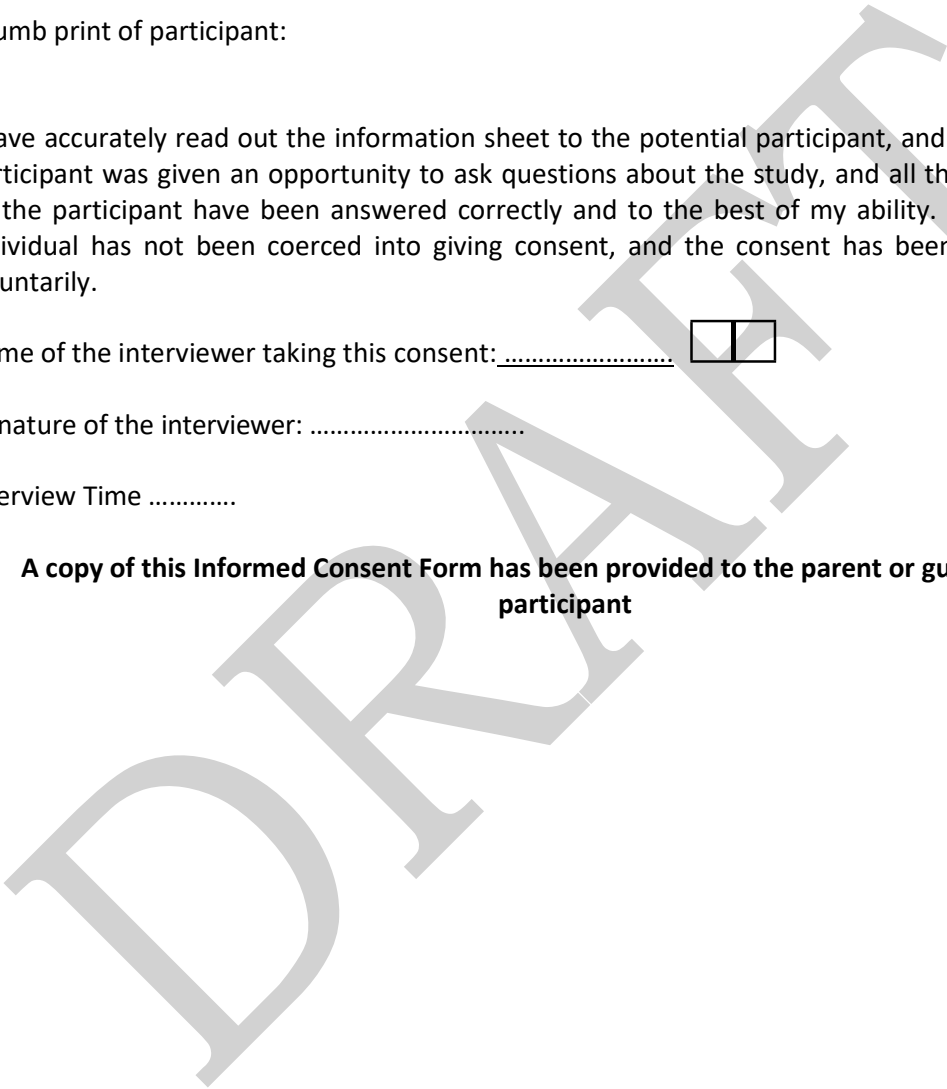 umb print of participant:
ave accurately read out the information sheet to the potential participant, and
rticipant was given an opportunity to ask questions about the study, and all th
the participant have been answered correctly and to the best of my ability.
ividual has not been coerced into giving consent, and the consent has been
untarily.
me of the interviewer taking this consent: ……………………….
nature of the interviewer: …………………………..
erview Time ………….
A copy of this Informed Consent Form has been provided to the parent or gu
participant
DRAFT